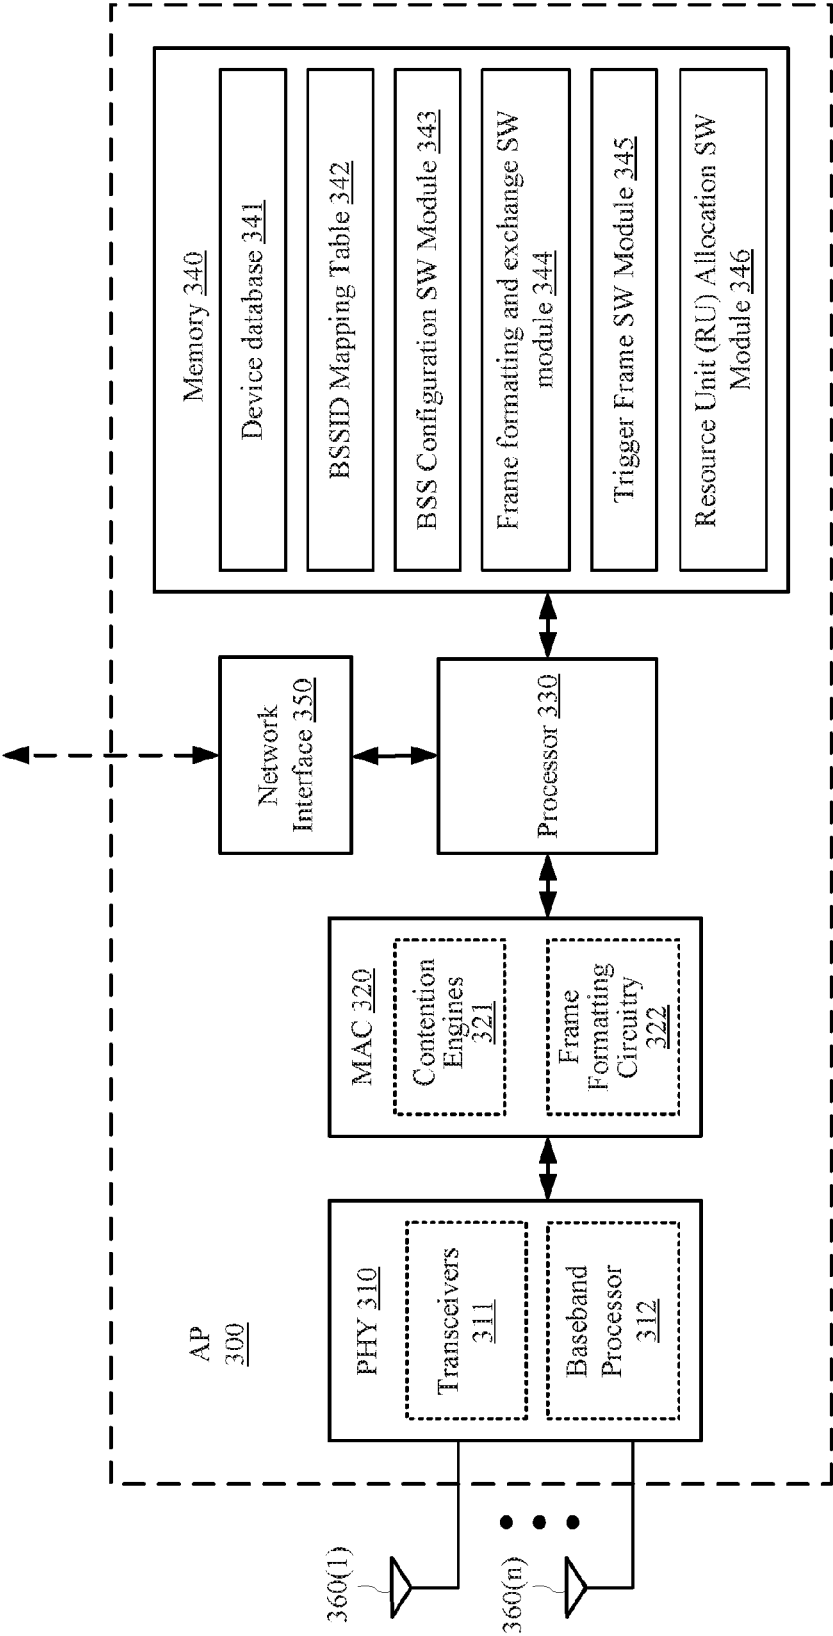 AP
300
PHY 310
Transceivers
311
Baseband
Processor
312
360(1)
360(n)
MAC 320
Contention
Engines
321
Frame
Formatting
Circuitry
322
Network
Interface 350
Processor 330
Memory 340
Device database 341
BSSID Mapping Table 342
BSS Configuration SW Module 343
Frame formatting and exchange SW
module 344
Trigger Frame SW Module 345
Resource Unit (RU) Allocation SW
Module 346